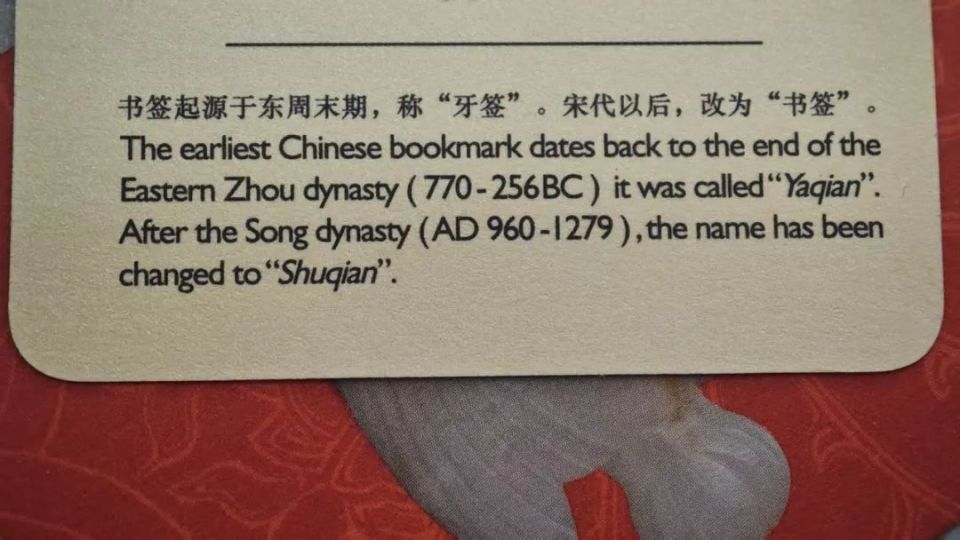 书签起源于东周末期，称“牙签”。宋代以后，改为“书签”。
The earliest Chinese bookmark dates back to the end of the
Eastern Zhou dynasty ( 770 - 256BC ) it was called “Yaqian”.
After the Song dynasty ( AD 960 -1279 ), the name has been
changed to “Shuqian”.